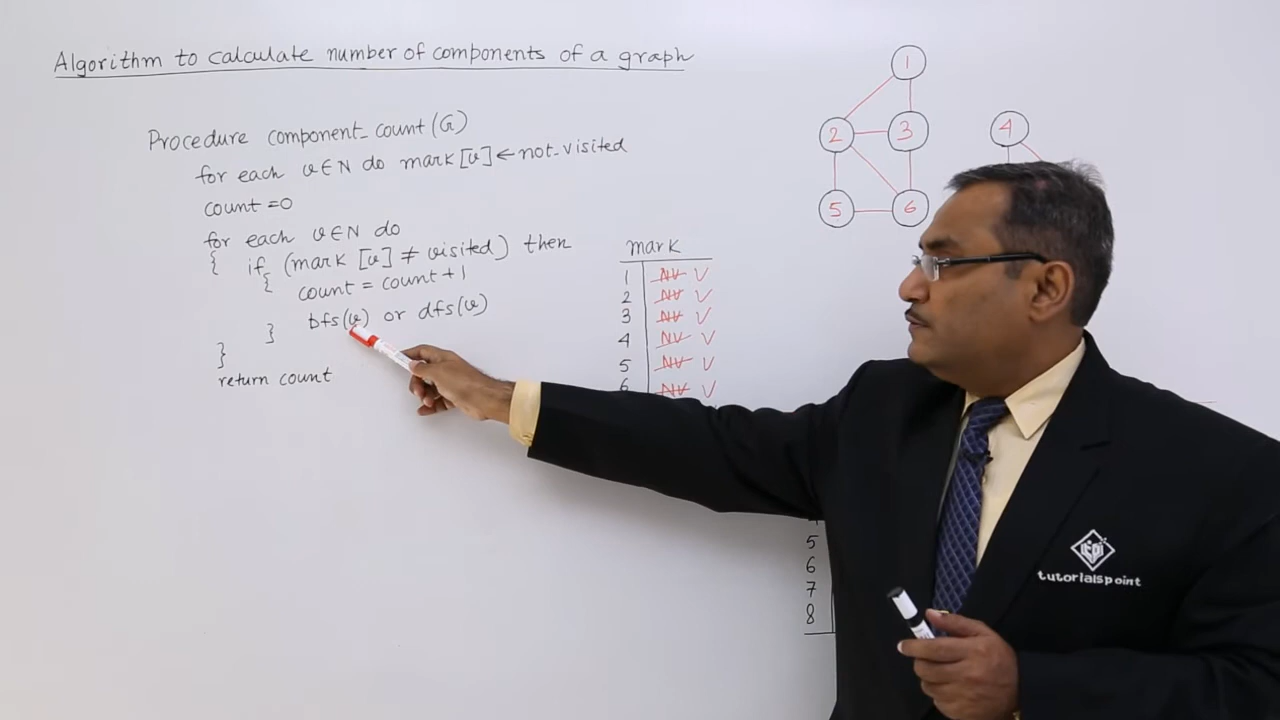 Algorithm to calculate number of components of a graph
Procedure component_count(G)
for each v∈N do mark[v]←not_visited
count =0
for each v∈N do
{ if (mark [v] ≠ visited) then
{ count = count +1
bfs(v) or dfs(v)
}
}
return count
1
2
3
5
6
4
mark
1 NV V
2 NV V
3 NV V
4 NV V
5 NV V
6 NV V
5
6
7
8
tutorialspoint